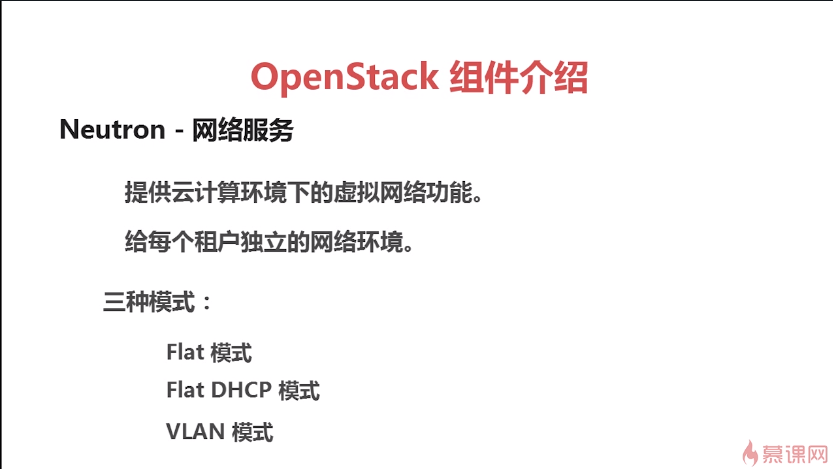 OpenStack 组件介绍
Neutron - 网络服务
提供云计算环境下的虚拟网络功能。
给每个租户独立的网络环境。
三种模式：
Flat 模式
Flat DHCP 模式
VLAN 模式
慕课网